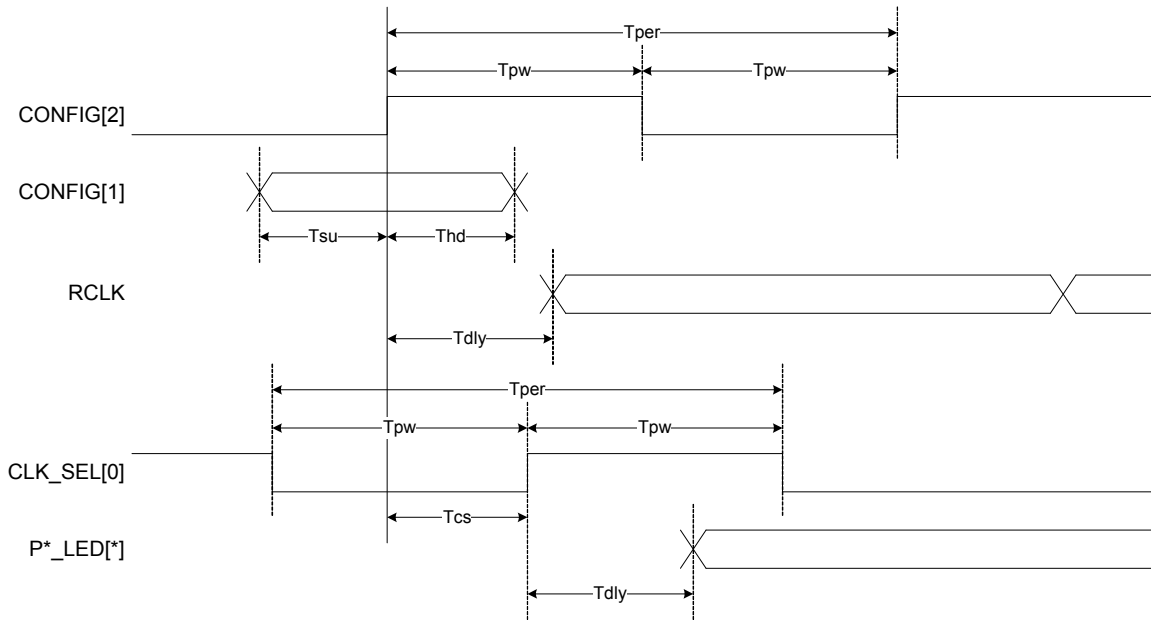 Tper
Tpw Tpw
CONFIG[2]
CONFIG[1]
Tsu Thd
RCLK
Tdly
Tper
Tpw Tpw
CLK_SEL[0]
Tcs
P*_LED[*]
Tdly